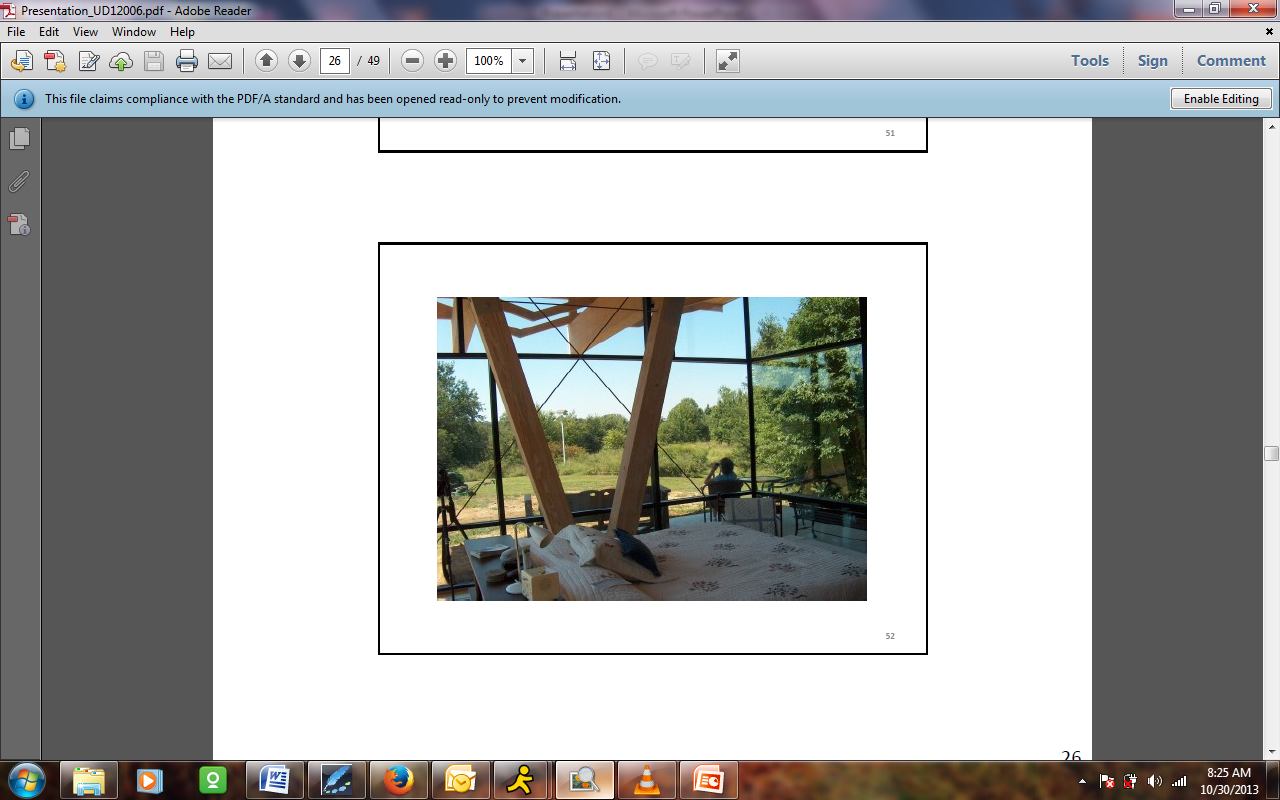 Presentation_UD12006.pdf - Adobe Reader
File Edit View Window Help
26 / 49 100% Tools Sign Comment
This file claims compliance with the PDF/A standard and has been opened read-only to prevent modification. Enable Editing
51
52
26
8:25 AM
10/30/2013